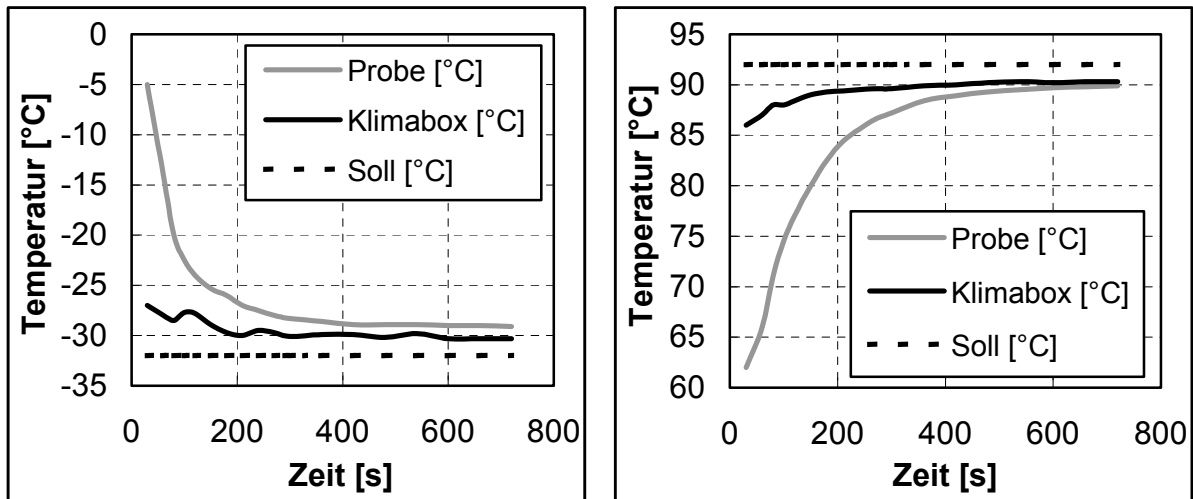 0
-5
-10
-15
-20
-25
-30
-35
Temperatur [°C]
Probe [°C]
Klimabox [°C]
Soll [°C]
0 200 400 600 800
Zeit [s]
95
90
85
80
75
70
65
60
Temperatur [°C]
Probe [°C]
Klimabox [°C]
Soll [°C]
0 200 400 600 800
Zeit [s]